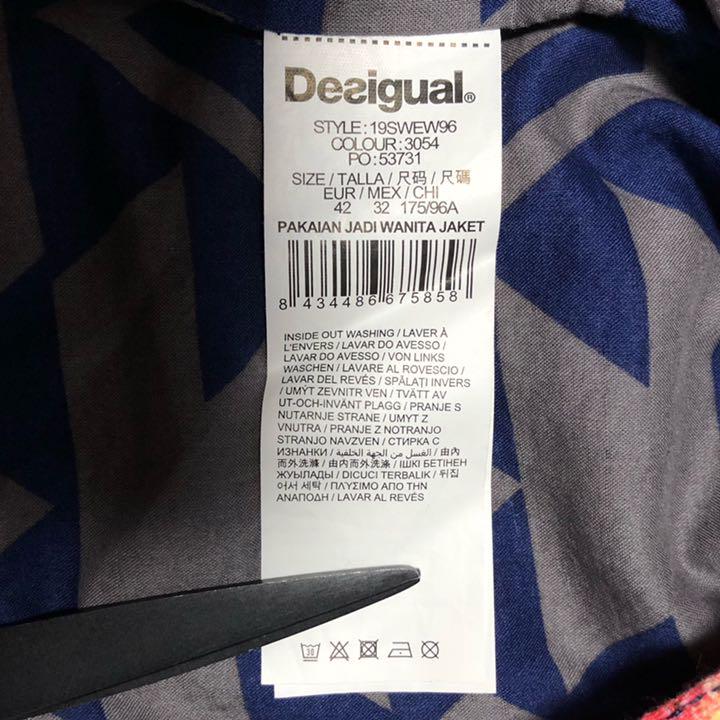 Desigual®
STYLE: 19SWEW96
COLOUR: 3054
PO: 53731
SIZE / TALLA / 尺码 / 尺碼
EUR / MEX / CHI
42 32 175/96A
PAKAIAN JADI WANITA JAKET
8 434486 675858
INSIDE OUT WASHING / LAVER À
L'ENVERS / LAVAR DO AVESSO /
LAVAR DO AVESSO / VON LINKS
WASCHEN / LAVARE AL ROVESCIO /
LAVAR DEL REVÉS / SPĂLAȚI INVERS
/ UMÝT ZEVNITR VEN / TVÄTT AV
UT-OCH-INVÄNT PLAGG / PRANJE S
NUTARNJE STRANE / UMYT Z
VNUTRA / PRANJE Z NOTRANJO
STRANJO NAVZVEN / СТИРКА С
ИЗНАНКИ / الغسل من الجهة الخلفية / 由內
而外洗滌 / 由内而外洗涤 / ІШКІ БЕТІНЕН
ЖУЫЛАДЫ / DICUCI TERBALIK / 뒤집
어서 세탁 / ΠΛΥΣΙΜΟ ΑΠΟ ΤΗΝ
ΑΝΑΠΟΔΗ / LAVAR AL REVÉS
30